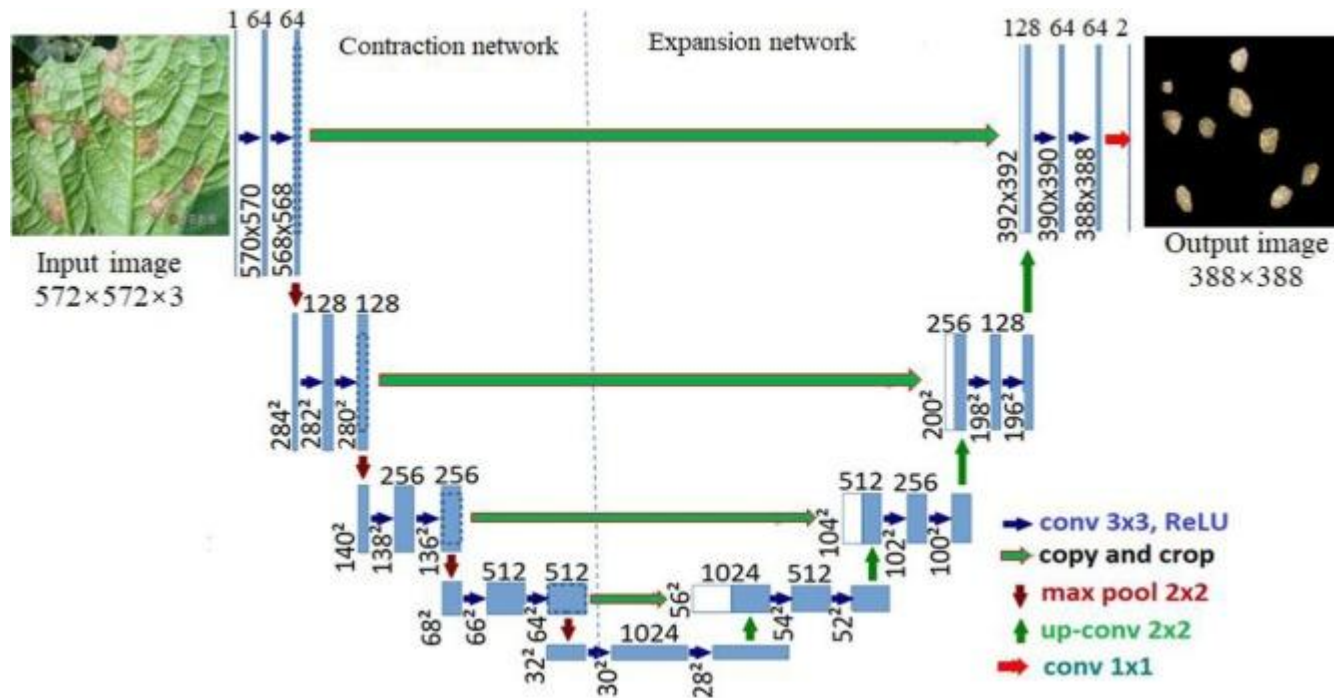 1 64 64
Contraction network
Expansion network
128 64 64 2
570x570
568x568
392x392
390x390
388x388
Input image
572×572×3
Output image
388×388
128 128
284²
282²
280²
256 128
200²
198²
196²
256 256
140²
138²
136²
512 256
104²
102²
100²
512 512
68²
66²
64²
1024 512
56²
54²
52²
1024
32²
30²
28²
conv 3x3, ReLU
copy and crop
max pool 2x2
up-conv 2x2
conv 1x1